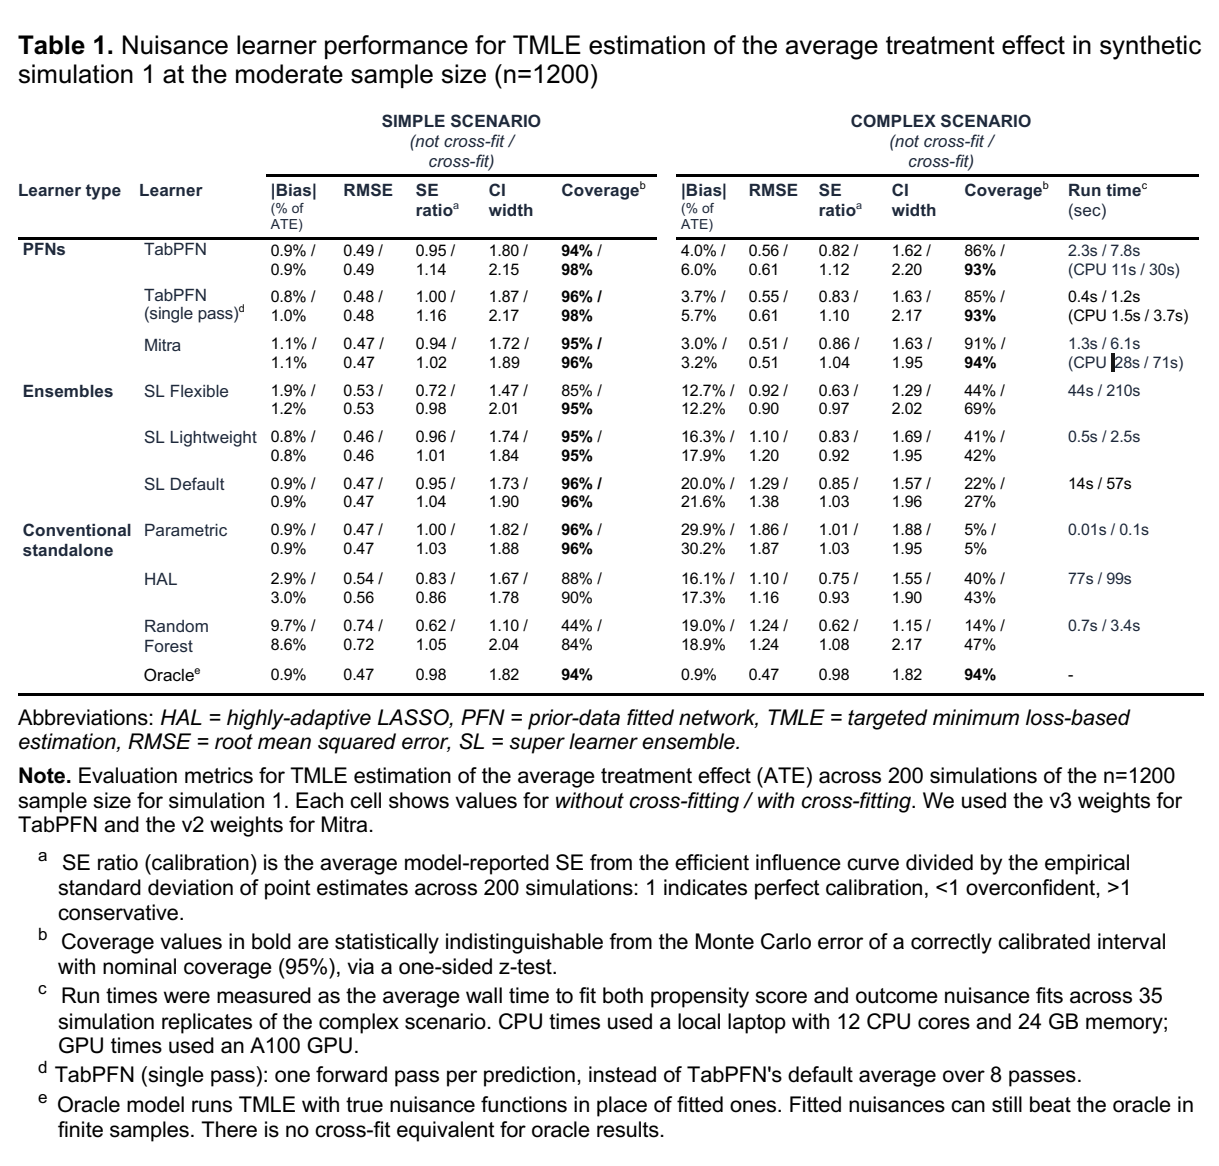 Table 1. Nuisance learner performance for TMLE estimation of the average treatment effect in synthetic
simulation 1 at the moderate sample size (n=1200)
SIMPLE SCENARIO COMPLEX SCENARIO
(not cross-fit / (not cross-fit /
cross-fit) cross-fit)
Learner type Learner |Bias| RMSE SE CI Coverageᵇ |Bias| RMSE SE CI Coverageᵇ Run timeᶜ
(% of ratioᵃ width (% of ratioᵃ width (sec)
ATE) ATE)
PFNs TabPFN 0.9% / 0.49 / 0.95 / 1.80 / 94% / 4.0% / 0.56 / 0.82 / 1.62 / 86% / 2.3s / 7.8s
0.9% 0.49 1.14 2.15 98% 6.0% 0.61 1.12 2.20 93% (CPU 11s / 30s)
TabPFN 0.8% / 0.48 / 1.00 / 1.87 / 96% / 3.7% / 0.55 / 0.83 / 1.63 / 85% / 0.4s / 1.2s
(single pass)ᵈ 1.0% 0.48 1.16 2.17 98% 5.7% 0.61 1.10 2.17 93% (CPU 1.5s / 3.7s)
Mitra 1.1% / 0.47 / 0.94 / 1.72 / 95% / 3.0% / 0.51 / 0.86 / 1.63 / 91% / 1.3s / 6.1s
1.1% 0.47 1.02 1.89 96% 3.2% 0.51 1.04 1.95 94% (CPU 28s / 71s)
Ensembles SL Flexible 1.9% / 0.53 / 0.72 / 1.47 / 85% / 12.7% / 0.92 / 0.63 / 1.29 / 44% / 44s / 210s
1.2% 0.53 0.98 2.01 95% 12.2% 0.90 0.97 2.02 69%
SL Lightweight 0.8% / 0.46 / 0.96 / 1.74 / 95% / 16.3% / 1.10 / 0.83 / 1.69 / 41% / 0.5s / 2.5s
0.8% 0.46 1.01 1.84 95% 17.9% 1.20 0.92 1.95 42%
SL Default 0.9% / 0.47 / 0.95 / 1.73 / 96% / 20.0% / 1.29 / 0.85 / 1.57 / 22% / 14s / 57s
0.9% 0.47 1.04 1.90 96% 21.6% 1.38 1.03 1.96 27%
Conventional Parametric 0.9% / 0.47 / 1.00 / 1.82 / 96% / 29.9% / 1.86 / 1.01 / 1.88 / 5% / 0.01s / 0.1s
standalone 0.9% 0.47 1.03 1.88 96% 30.2% 1.87 1.03 1.95 5%
HAL 2.9% / 0.54 / 0.83 / 1.67 / 88% / 16.1% / 1.10 / 0.75 / 1.55 / 40% / 77s / 99s
3.0% 0.56 0.86 1.78 90% 17.3% 1.16 0.93 1.90 43%
Random 9.7% / 0.74 / 0.62 / 1.10 / 44% / 19.0% / 1.24 / 0.62 / 1.15 / 14% / 0.7s / 3.4s
Forest 8.6% 0.72 1.05 2.04 84% 18.9% 1.24 1.08 2.17 47%
Oracleᵉ 0.9% 0.47 0.98 1.82 94% 0.9% 0.47 0.98 1.82 94% -
Abbreviations: HAL = highly-adaptive LASSO, PFN = prior-data fitted network, TMLE = targeted minimum loss-based
estimation, RMSE = root mean squared error, SL = super learner ensemble.
Note. Evaluation metrics for TMLE estimation of the average treatment effect (ATE) across 200 simulations of the n=1200
sample size for simulation 1. Each cell shows values for without cross-fitting / with cross-fitting. We used the v3 weights for
TabPFN and the v2 weights for Mitra.
ᵃ SE ratio (calibration) is the average model-reported SE from the efficient influence curve divided by the empirical
standard deviation of point estimates across 200 simulations: 1 indicates perfect calibration, <1 overconfident, >1
conservative.
ᵇ Coverage values in bold are statistically indistinguishable from the Monte Carlo error of a correctly calibrated interval
with nominal coverage (95%), via a one-sided z-test.
ᶜ Run times were measured as the average wall time to fit both propensity score and outcome nuisance fits across 35
simulation replicates of the complex scenario. CPU times used a local laptop with 12 CPU cores and 24 GB memory;
GPU times used an A100 GPU.
ᵈ TabPFN (single pass): one forward pass per prediction, instead of TabPFN's default average over 8 passes.
ᵉ Oracle model runs TMLE with true nuisance functions in place of fitted ones. Fitted nuisances can still beat the oracle in
finite samples. There is no cross-fit equivalent for oracle results.